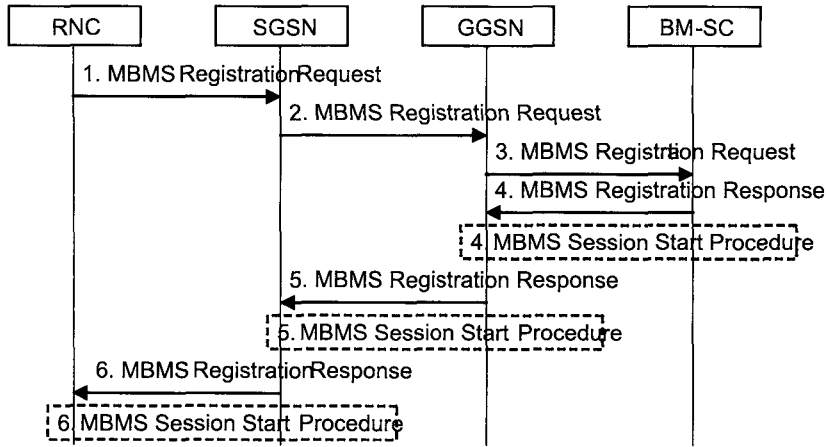 RNC SGSN GGSN BM-SC
1. MBMS Registration Request
2. MBMS Registration Request
3. MBMS Registration Request
4. MBMS Registration Response
4. MBMS Session Start Procedure
5. MBMS Registration Response
5. MBMS Session Start Procedure
6. MBMS Registration Response
6. MBMS Session Start Procedure